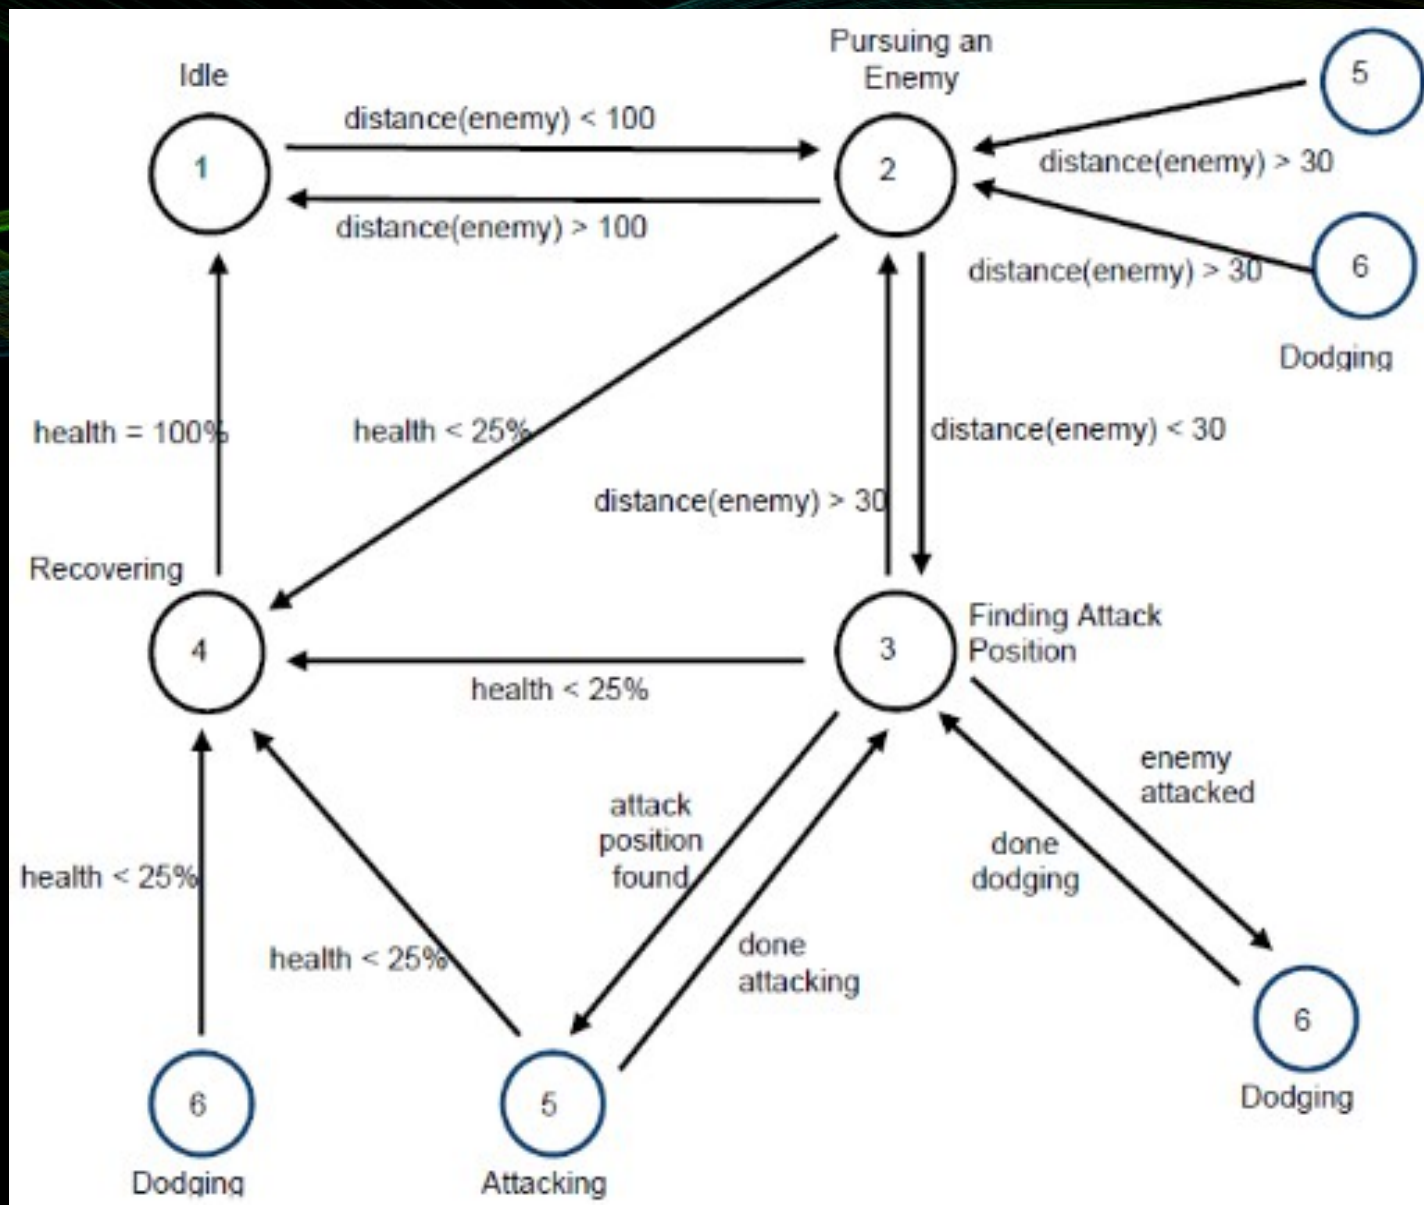 Pursuing an
Enemy
5
Idle
distance(enemy) < 100
1
2
distance(enemy) > 30
distance(enemy) > 100
distance(enemy) > 30
6
Dodging
health = 100%
health < 25%
distance(enemy) < 30
distance(enemy) > 30
Recovering
Finding Attack
Position
4
3
health < 25%
enemy
attacked
attack
position
found
done
dodging
health < 25%
health < 25%
done
attacking
6
Dodging
6
Dodging
5
Attacking